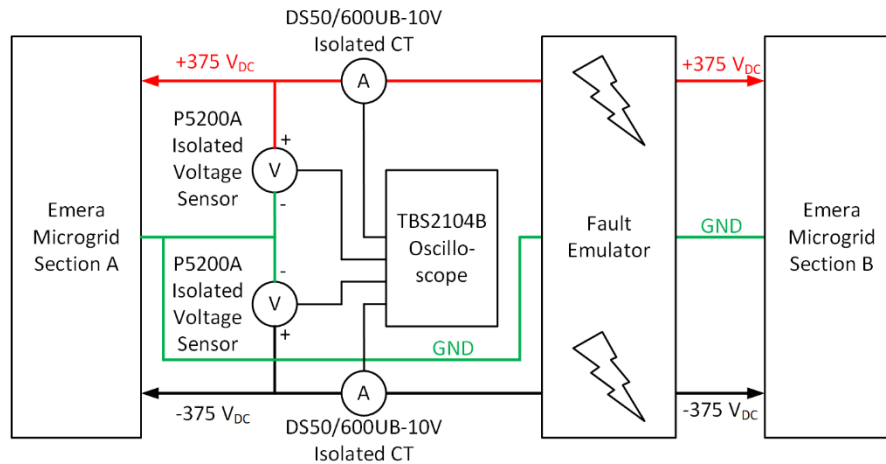 DS50/600UB-10V
Isolated CT
+375 VDC
A
+375 VDC
P5200A
Isolated
Voltage
Sensor
+
V
-
Emera
Microgrid
Section A
TBS2104B
Oscillo-
scope
Fault
Emulator
GND
Emera
Microgrid
Section B
P5200A
Isolated
Voltage
Sensor
-
V
+
GND
-375 VDC
A
-375 VDC
DS50/600UB-10V
Isolated CT